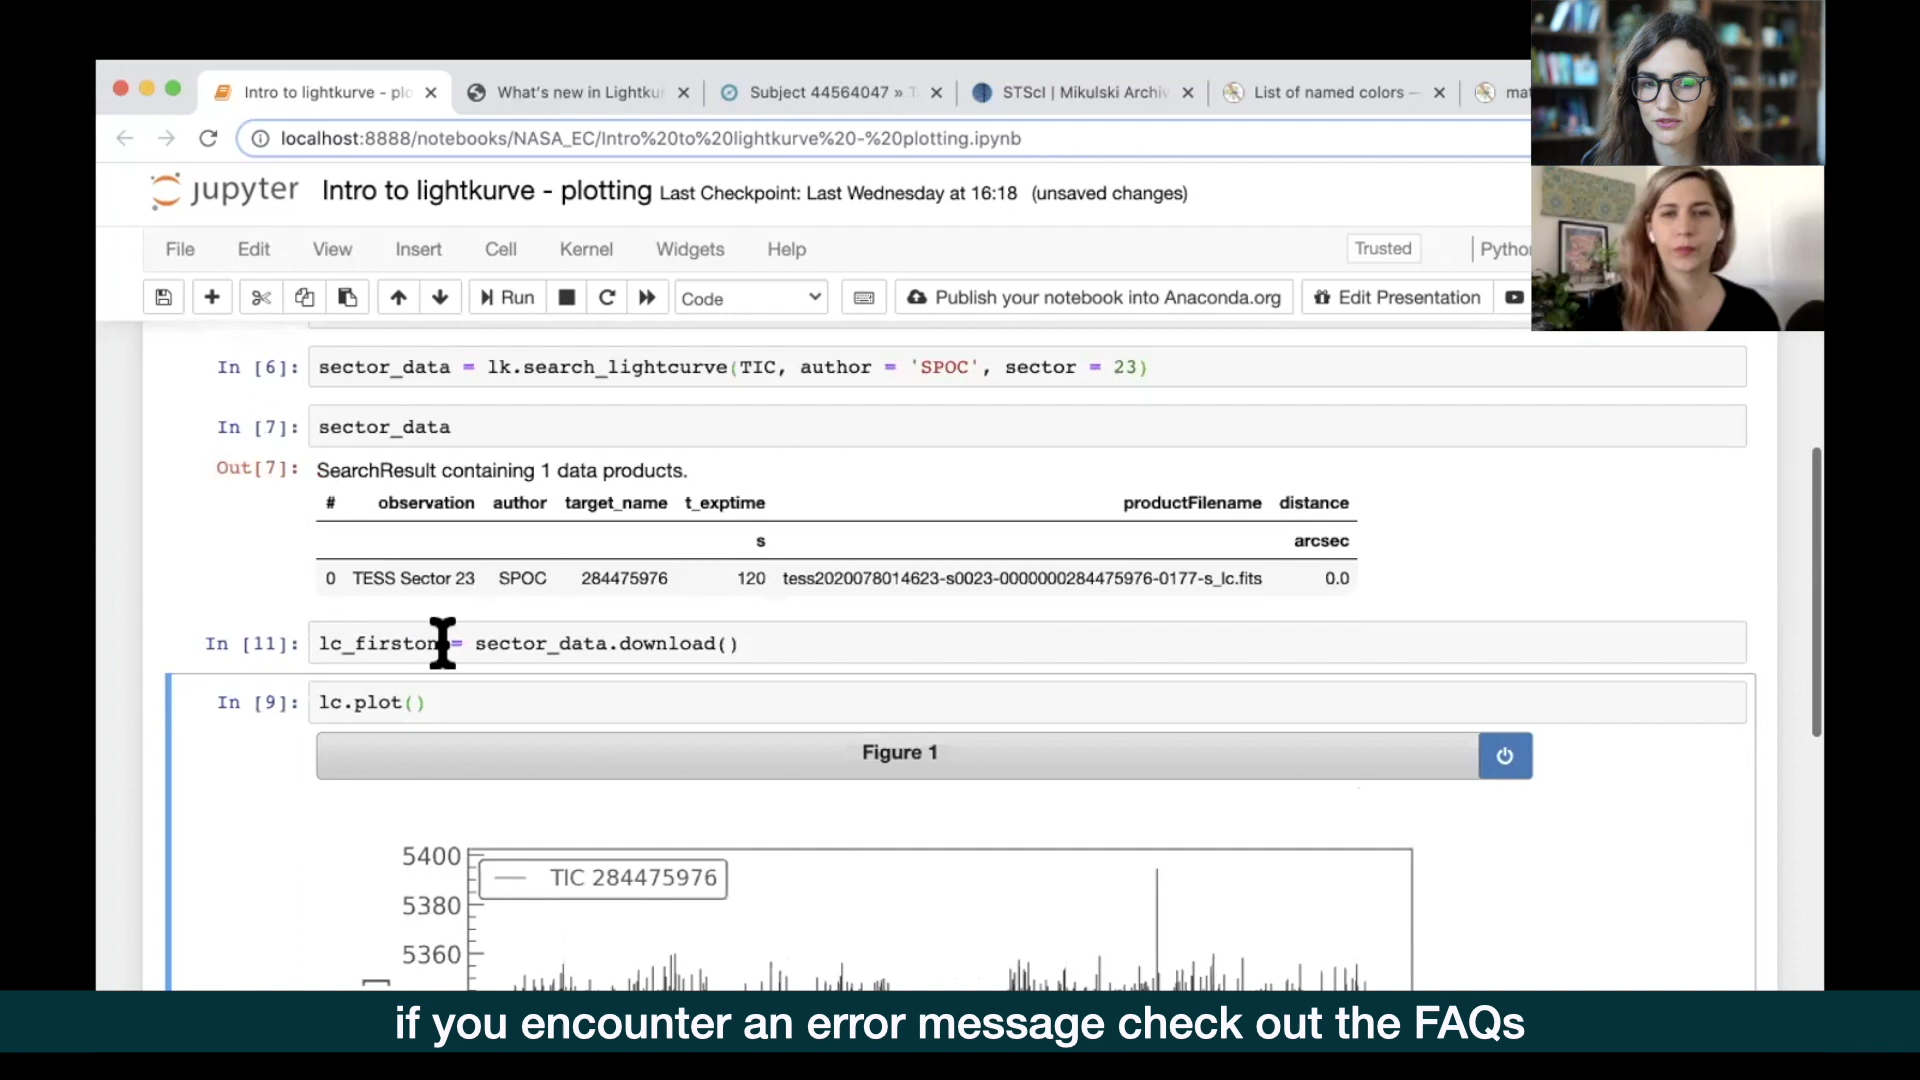 Intro to lightkurve - plo
What's new in Lightkur
Subject 44564047 » T
STScI | Mikulski Archiv
List of named colors —
mat
localhost:8888/notebooks/NASA_EC/Intro%20to%20lightkurve%20-%20plotting.ipynb
jupyter Intro to lightkurve - plotting Last Checkpoint: Last Wednesday at 16:18 (unsaved changes)
File Edit View Insert Cell Kernel Widgets Help Trusted Pytho
Run Code Publish your notebook into Anaconda.org Edit Presentation
In [6]: sector_data = lk.search_lightcurve(TIC, author = 'SPOC', sector = 23)
In [7]: sector_data
Out[7]: SearchResult containing 1 data products.
# observation author target_name t_exptime productFilename distance
s arcsec
0 TESS Sector 23 SPOC 284475976 120 tess2020078014623-s0023-0000000284475976-0177-s_lc.fits 0.0
In [11]: lc_firston = sector_data.download()
In [9]: lc.plot()
Figure 1
5400
TIC 284475976
5380
5360
if you encounter an error message check out the FAQs